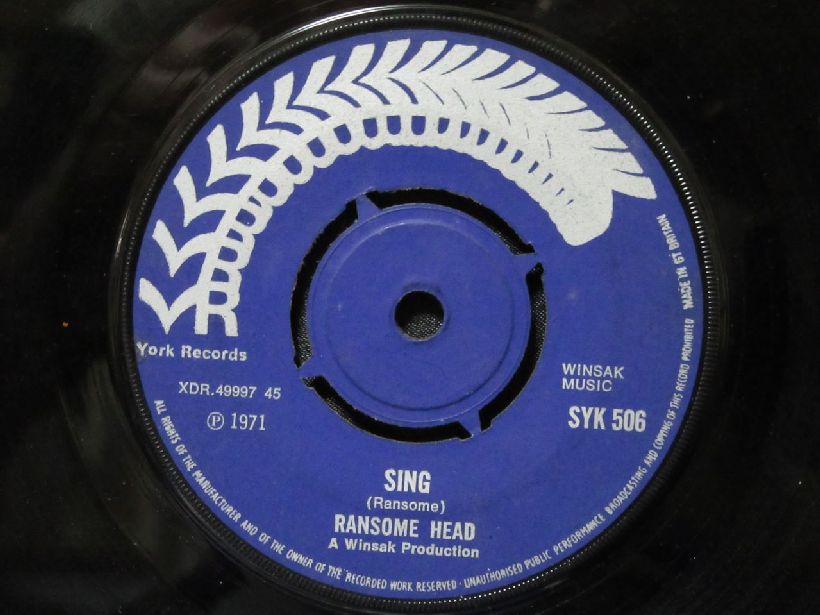 York Records
XDR.49997 45
Ⓟ 1971
WINSAK
MUSIC
SYK 506
SING
(Ransome)
RANSOME HEAD
A Winsak Production
ALL RIGHTS OF THE MANUFACTURER AND OF THE OWNER OF THE RECORDED WORK RESERVED · UNAUTHORISED PUBLIC PERFORMANCE BROADCASTING AND COPYING OF THIS RECORD PROHIBITED MADE IN GT BRITAIN